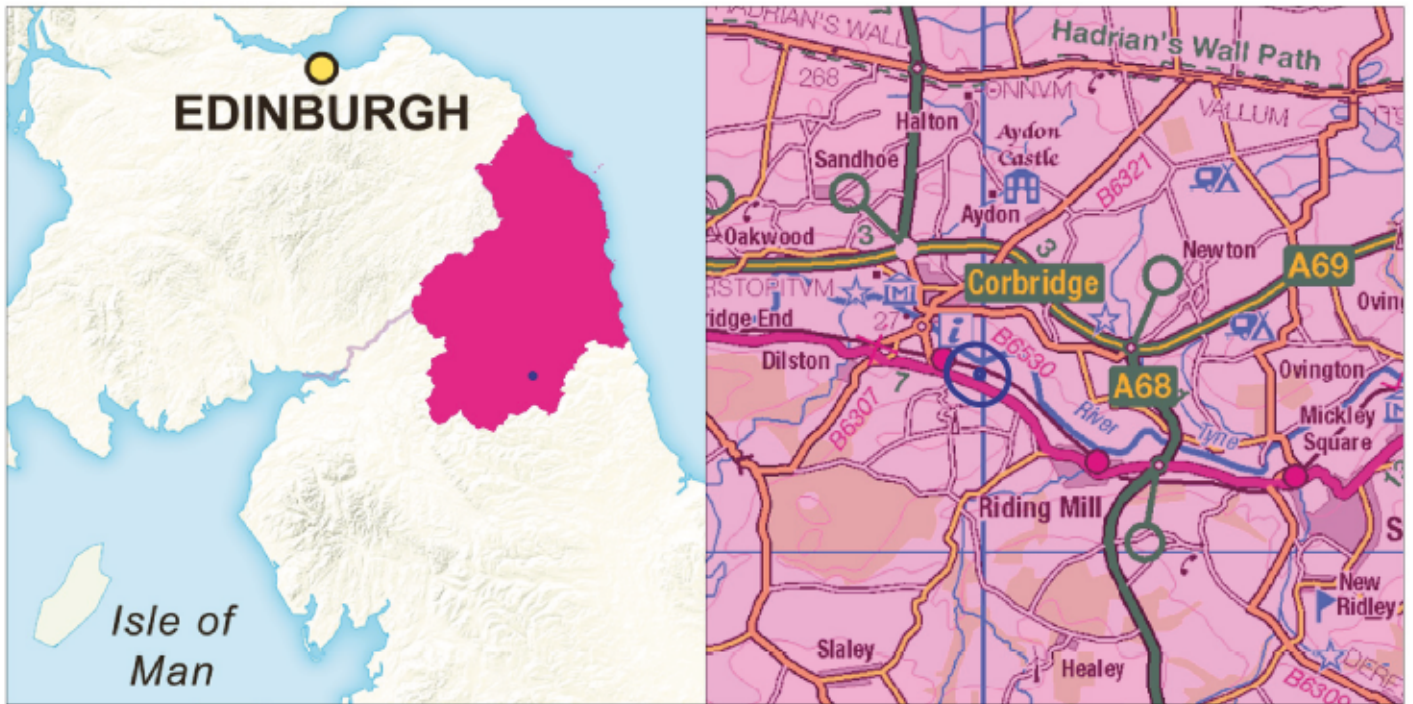 EDINBURGH
Isle of
Man
HADRIAN'S WALL
Hadrian's Wall Path
268
ONNVM
VALLUM
Halton
Aydon
Castle
Sandhoe
B6321
Aydon
3
Oakwood
3
Newton
A69
Corbridge
RSTOPITVM
M
Oving
ridge End
27
i
B6530
Dilston
7
A68
Ovington
B6307
River
Tyne
Mickley
Square
M
Riding Mill
13
S
New
Ridley
Slaley
Healey
DERE
B6309